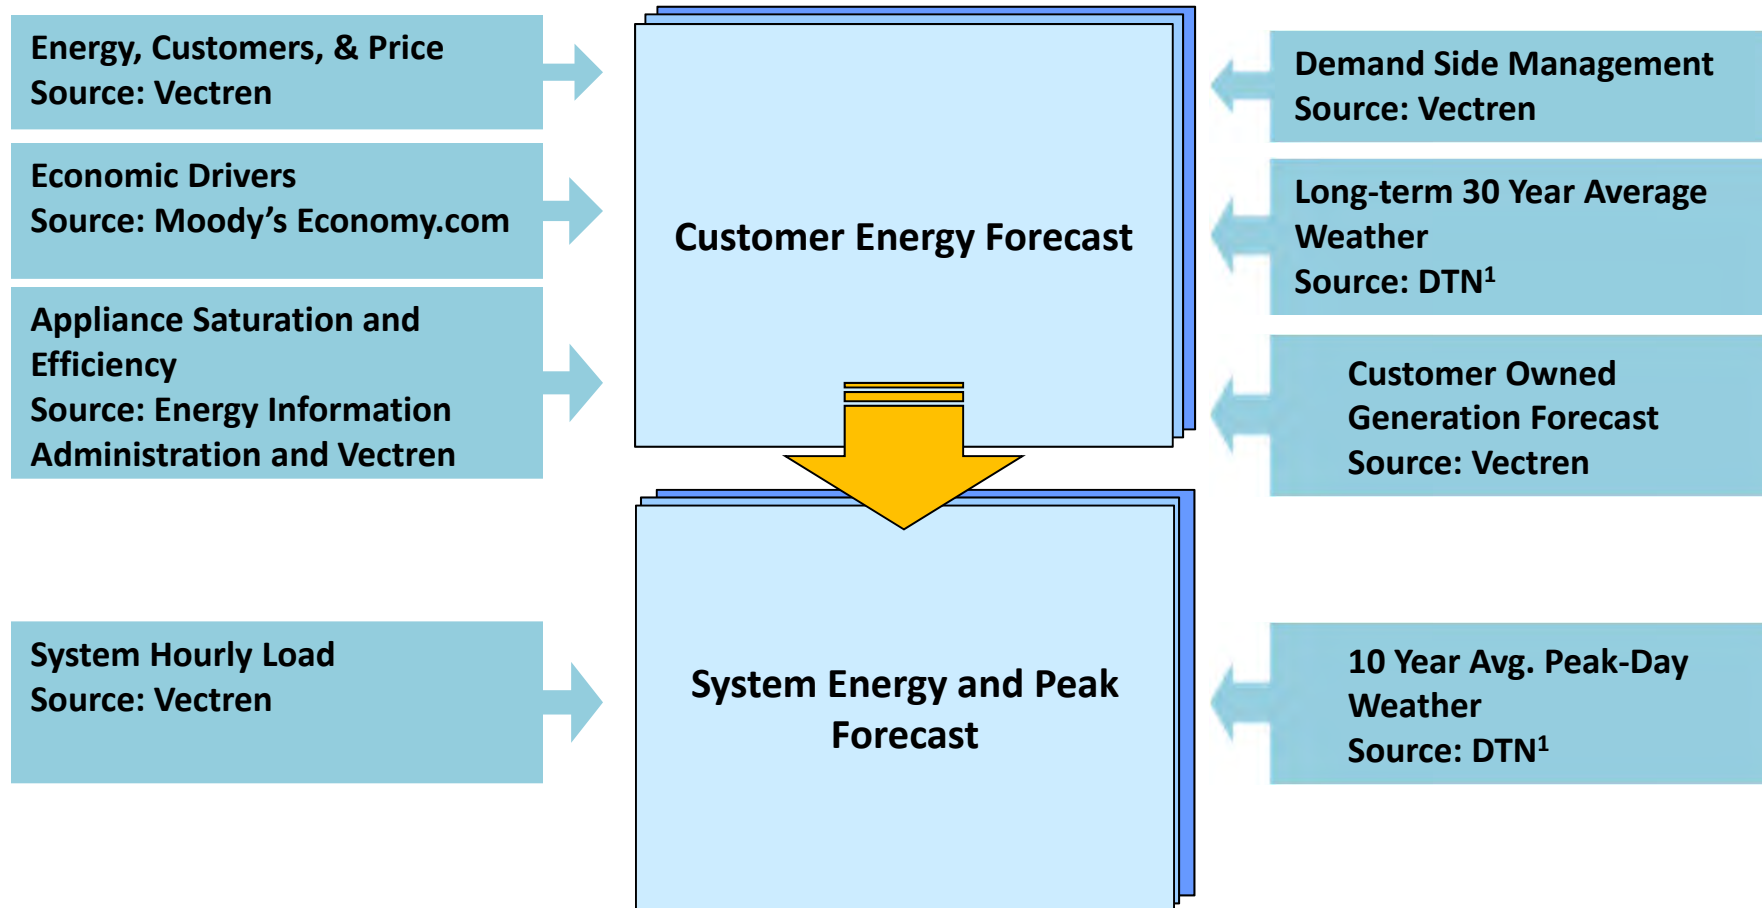 Energy, Customers, & Price
Source: Vectren
Economic Drivers
Source: Moody’s Economy.com
Appliance Saturation and
Efficiency
Source: Energy Information
Administration and Vectren
Customer Energy Forecast
Demand Side Management
Source: Vectren
Long-term 30 Year Average
Weather
Source: DTN¹
Customer Owned
Generation Forecast
Source: Vectren
System Hourly Load
Source: Vectren
System Energy and Peak
Forecast
10 Year Avg. Peak-Day
Weather
Source: DTN¹